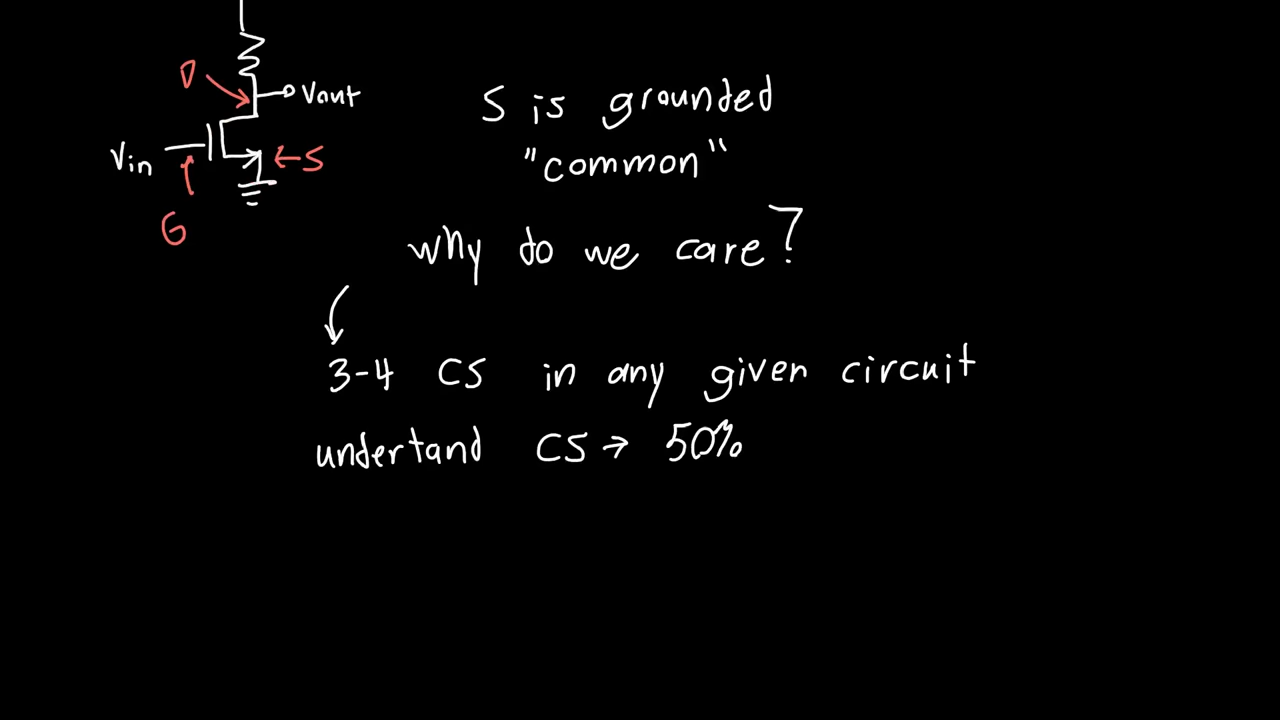 D
Vout
Vin
S
G
S is grounded
"common"
why do we care?
3-4 CS in any given circuit
undertand CS → 50%